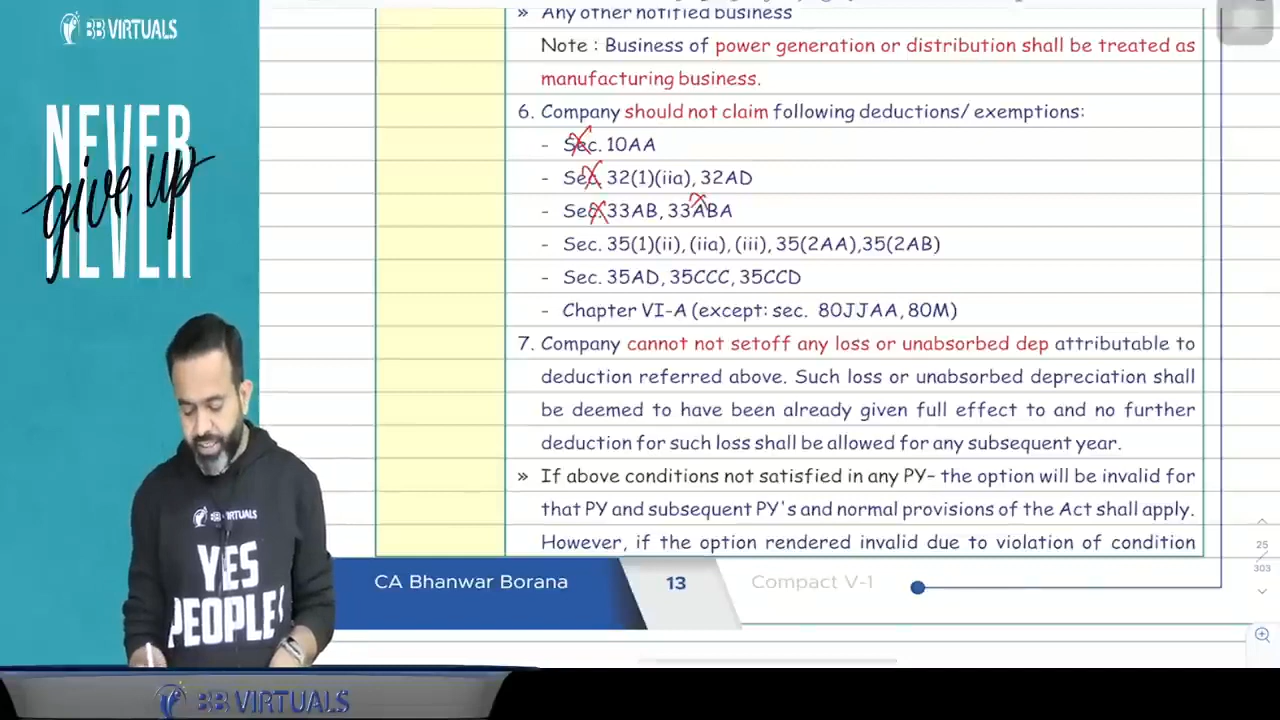 BB VIRTUALS
NEVER
give up
NEVER
» Any other notified business
Note : Business of power generation or distribution shall be treated as
manufacturing business.
6. Company should not claim following deductions/ exemptions:
- Sec. 10AA
- Sec. 32(1)(iia), 32AD
- Sec. 33AB, 33ABA
- Sec. 35(1)(ii), (iia), (iii), 35(2AA),35(2AB)
- Sec. 35AD, 35CCC, 35CCD
- Chapter VI-A (except: sec. 80JJAA, 80M)
7. Company cannot not setoff any loss or unabsorbed dep attributable to
deduction referred above. Such loss or unabsorbed depreciation shall
be deemed to have been already given full effect to and no further
deduction for such loss shall be allowed for any subsequent year.
» If above conditions not satisfied in any PY– the option will be invalid for
that PY and subsequent PY's and normal provisions of the Act shall apply.
However, if the option rendered invalid due to violation of condition
CA Bhanwar Borana
13
Compact V-1
25
303
BB VIRTUALS
YES
PEOPLE!
BB VIRTUALS